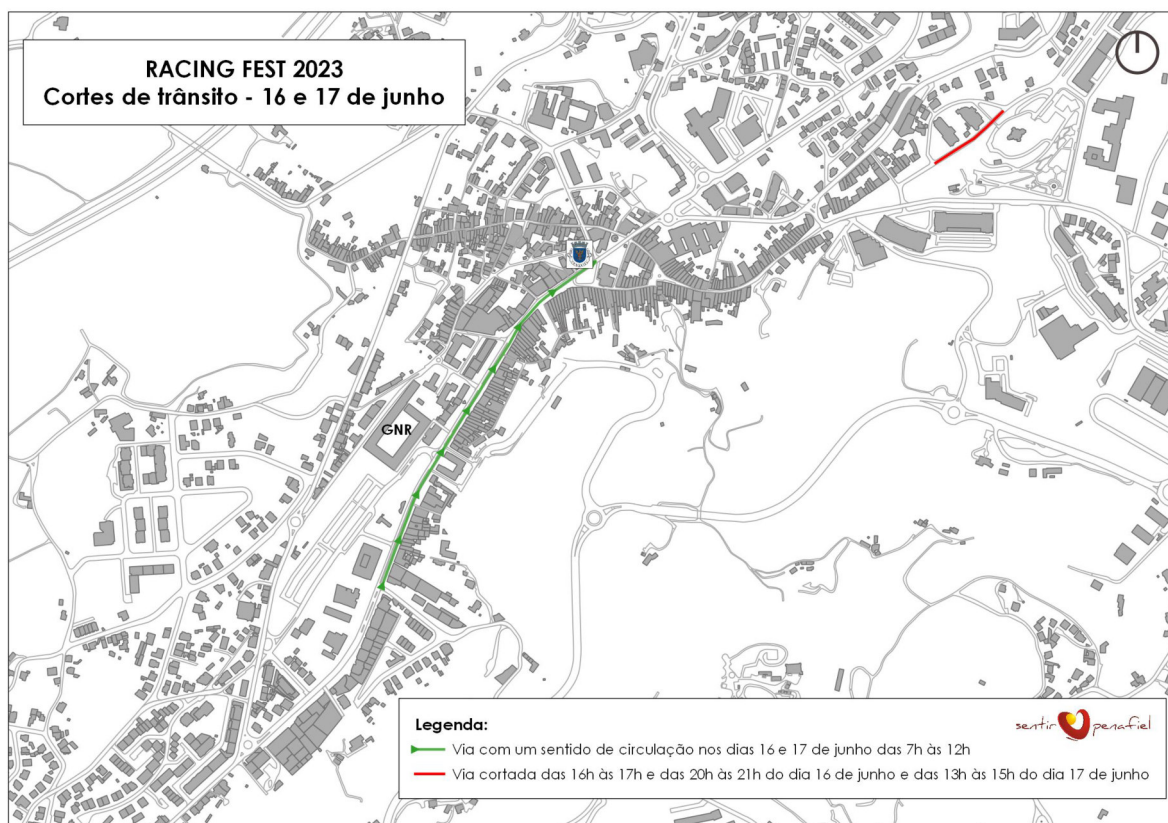 RACING FEST 2023
Cortes de trânsito - 16 e 17 de junho
GNR
Legenda:
sentir penafiel
Via com um sentido de circulação nos dias 16 e 17 de junho das 7h às 12h
Via cortada das 16h às 17h e das 20h às 21h do dia 16 de junho e das 13h às 15h do dia 17 de junho